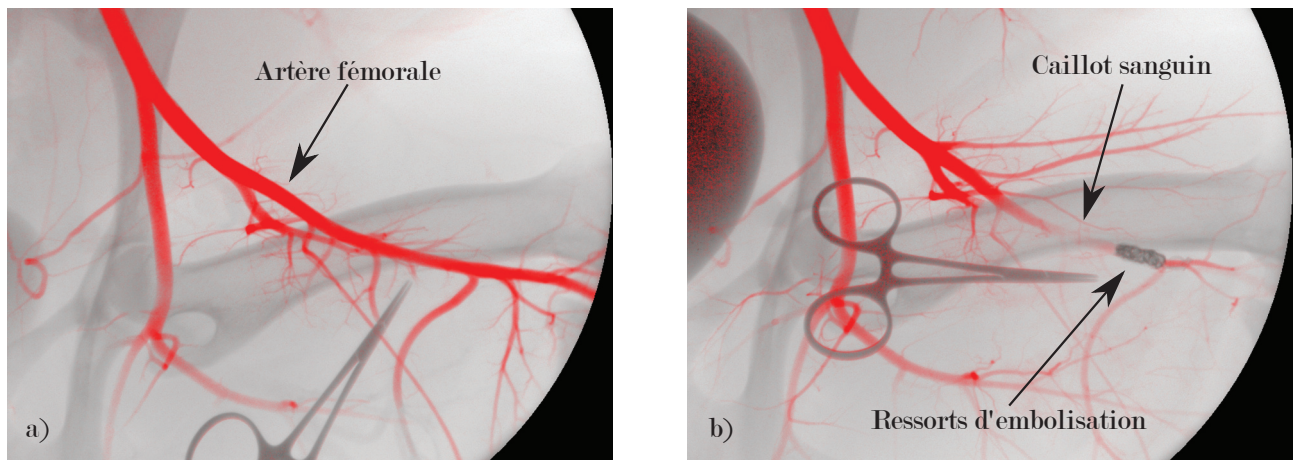 Artère fémorale
a)
Caillot sanguin
Ressorts d'embolisation
b)